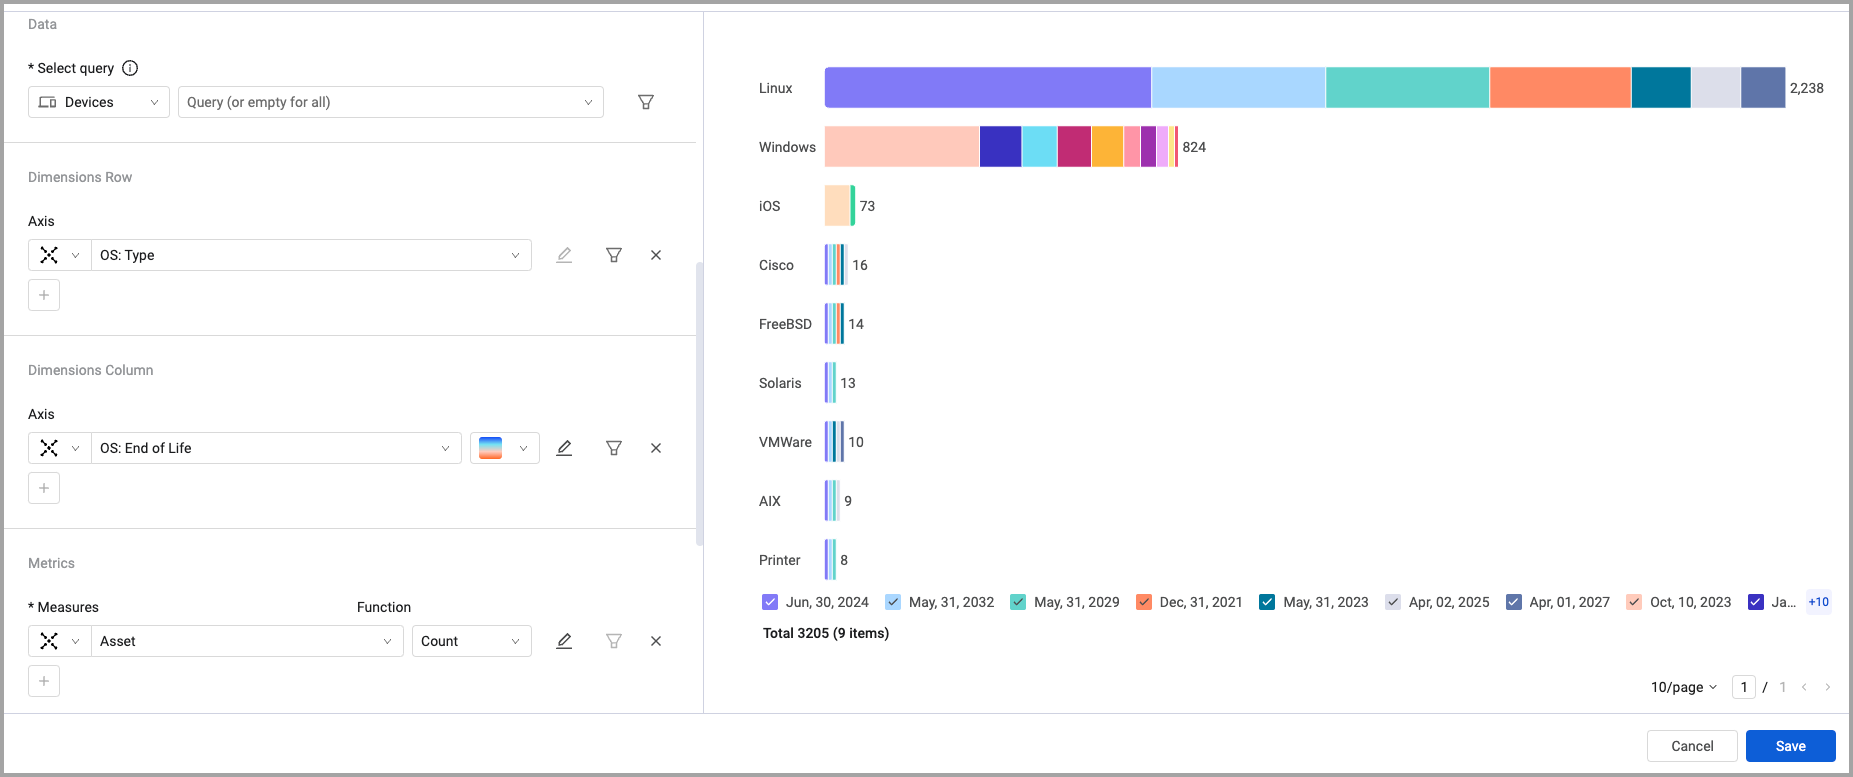 Data
* Select query
Devices
Query (or empty for all)
Dimensions Row
Axis
OS: Type
Dimensions Column
Axis
OS: End of Life
Metrics
* Measures Function
Asset
Count
Linux 2,238
Windows 824
iOS 73
Cisco 16
FreeBSD 14
Solaris 13
VMWare 10
AIX 9
Printer 8
Jun, 30, 2024 May, 31, 2032 May, 31, 2029 Dec, 31, 2021 May, 31, 2023 Apr, 02, 2025 Apr, 01, 2027 Oct, 10, 2023 Ja... +10
Total 3205 (9 items)
10/page 1 / 1
Cancel Save